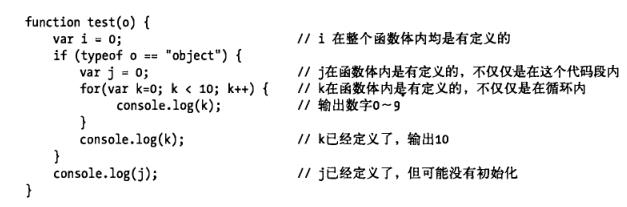 function test(o) {
    var i = 0;                          // i 在整个函数体内均是有定义的
    if (typeof o == "object") {
        var j = 0;                      // j在函数体内是有定义的，不仅仅是在这个代码段内
        for(var k=0; k < 10; k++) {     // k在函数体内是有定义的，不仅仅是在循环内
            console.log(k);             // 输出数字0～9
        }
        console.log(k);                 // k已经定义了，输出10
    }
    console.log(j);                     // j已经定义了，但可能没有初始化
}